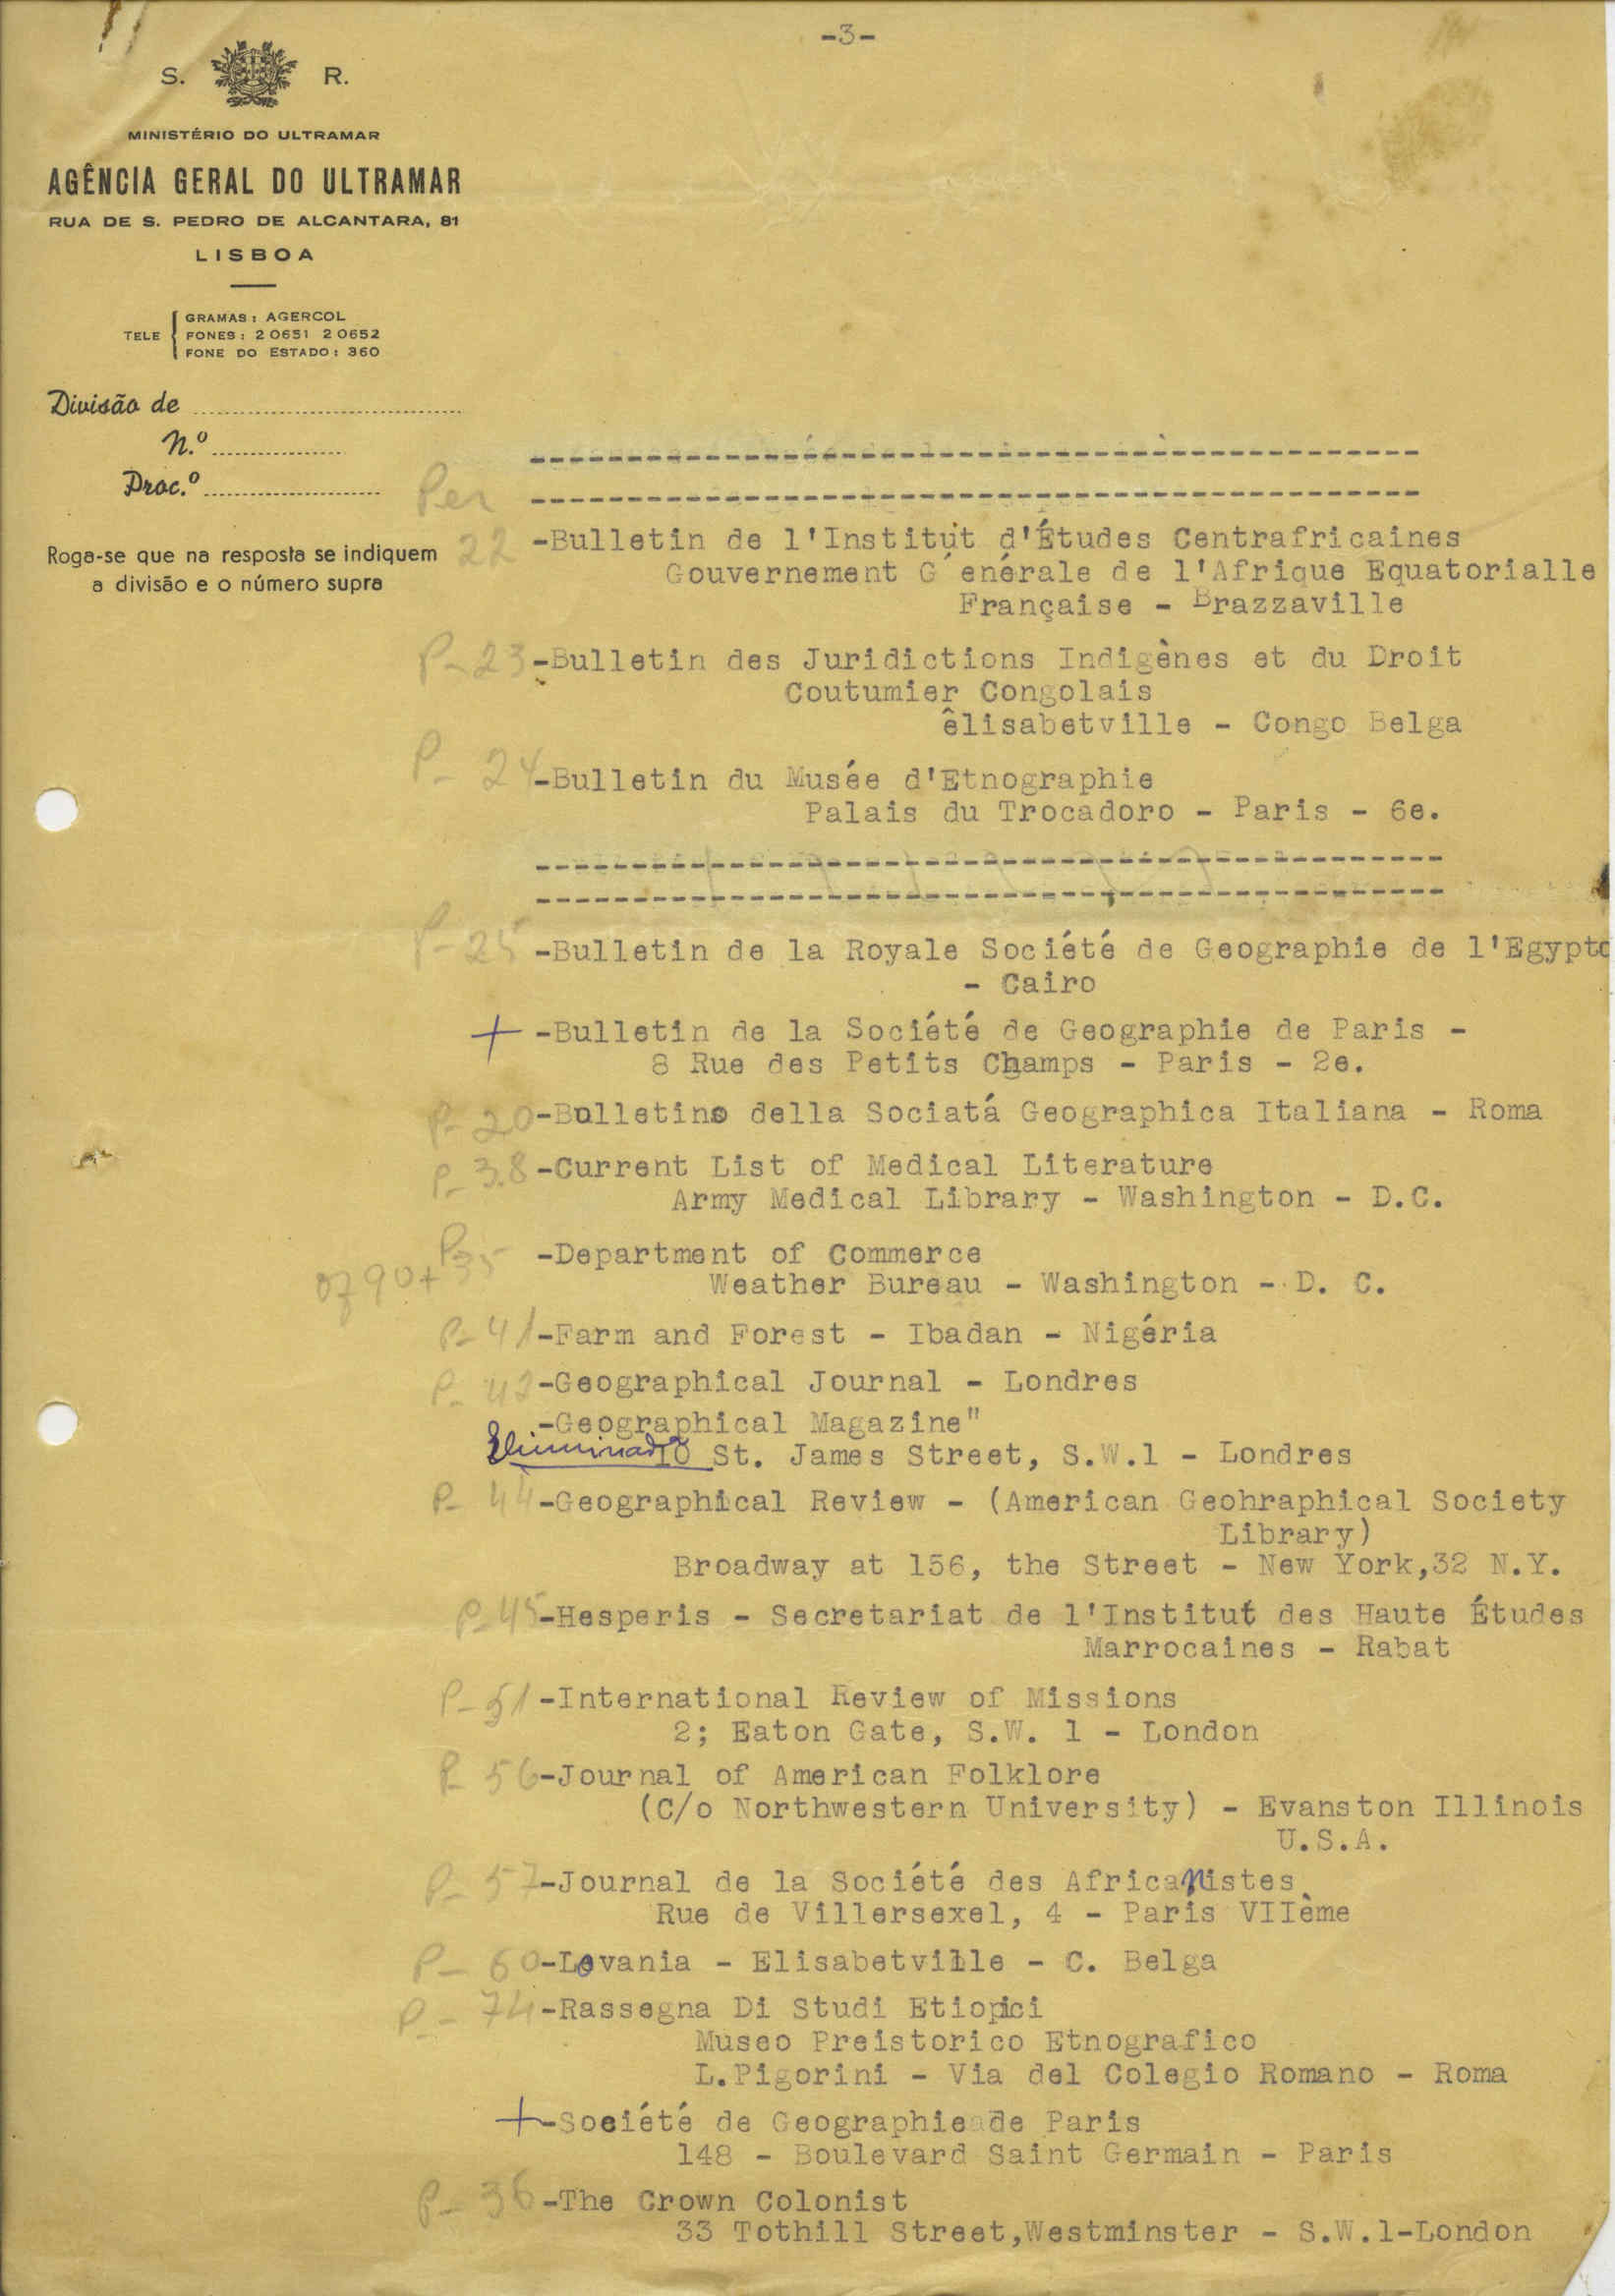 -3-
S. R.
MINISTÉRIO DO ULTRAMAR
AGÊNCIA GERAL DO ULTRAMAR
RUA DE S. PEDRO DE ALCANTARA, 81
LISBOA
TELE
GRAMAS: AGERCOL
FONES: 2 0651 2 0652
FONE DO ESTADO: 360
Divisão de
N.º
Proc.º
Roga-se que na resposta se indiquem
a divisão e o número supra
Per
22 -Bulletin de l'Institut d'Études Centrafricaines
Gouvernement G´enérale de l'Afrique Equatorialle
Française - Brazzaville
P-23-Bulletin des Juridictions Indigènes et du Droit
Coutumier Congolais
êlisabetville - Congo Belga
P-24-Bulletin du Musée d'Etnographie
Palais du Trocadoro - Paris - 6e.
P-25 -Bulletin de la Royale Société de Geographie de l'Egypto
- Cairo
+ -Bulletin de la Société de Geographie de Paris -
8 Rue des Petits Champs - Paris - 2e.
P-20-Bolletino della Sociatá Geographica Italiana - Roma
P-38-Current List of Medical Literature
Army Medical Library - Washington - D.C.
P-35 -Department of Commerce
Weather Bureau - Washington - D. C.
P-41-Farm and Forest - Ibadan - Nigéria
P-42-Geographical Journal - Londres
-Geographical Magazine"
Eliminado 10 St. James Street, S.W.1 - Londres
P-44-Geographical Review - (American Geohraphical Society
Library)
Broadway at 156, the Street - New York,32 N.Y.
P-45-Hesperis - Secretariat de l'Institut des Haute Études
Marrocaines - Rabat
P-51-International Review of Missions
2; Eaton Gate, S.W. 1 - London
P-56-Journal of American Folklore
(C/o Northwestern University) - Evanston Illinois
U.S.A.
P-57-Journal de la Société des Africanistes
Rue de Villersexel, 4 - Paris VIIème
P-60-Lovania - Elisabetville - C. Belga
P-74-Rassegna Di Studi Etiopici
Museo Preistorico Etnografico
L.Pigorini - Via del Colegio Romano - Roma
+-Société de Geographie de Paris
148 - Boulevard Saint Germain - Paris
P-36-The Crown Colonist
33 Tothill Street,Westminster - S.W.1-London